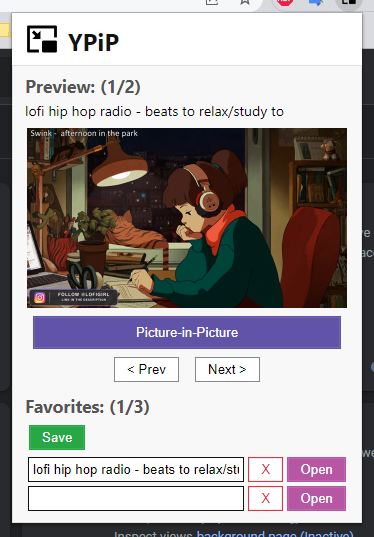 YPiP
Preview: (1/2)
lofi hip hop radio - beats to relax/study to
Swink - afternoon in the park
FOLLOW @LOFIGIRL
LINK IN THE DESCRIPTION
Picture-in-Picture
< Prev Next >
Favorites: (1/3)
Save
lofi hip hop radio - beats to relax/stu X Open
X Open
Inspect views background page (Inactive)